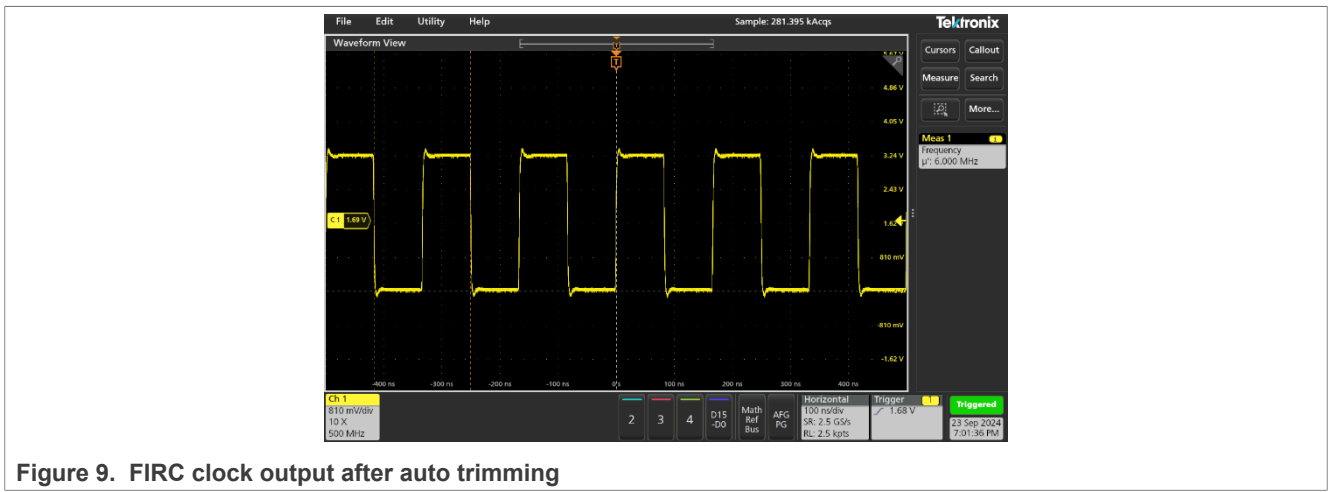 File Edit Utility Help Sample: 281.395 kAcqs Tektronix
Waveform View
Cursors Callout
Measure Search
More...
Meas 1 1
Frequency
µ': 6.000 MHz
T
4.86 V
4.05 V
3.24 V
2.43 V
1.62
810 mV
-810 mV
-1.62 V
C 1 1.69 V
-400 ns -300 ns -200 ns -100 ns 0 s 100 ns 200 ns 300 ns 400 ns
Ch 1
810 mV/div
10 X
500 MHz
2 3 4
D15
-D0
Math
Ref
Bus
AFG
PG
Horizontal
100 ns/div
SR: 2.5 GS/s
RL: 2.5 kpts
Trigger 1
1.68 V
Triggered
23 Sep 2024
7:01:36 PM
Figure 9. FIRC clock output after auto trimming